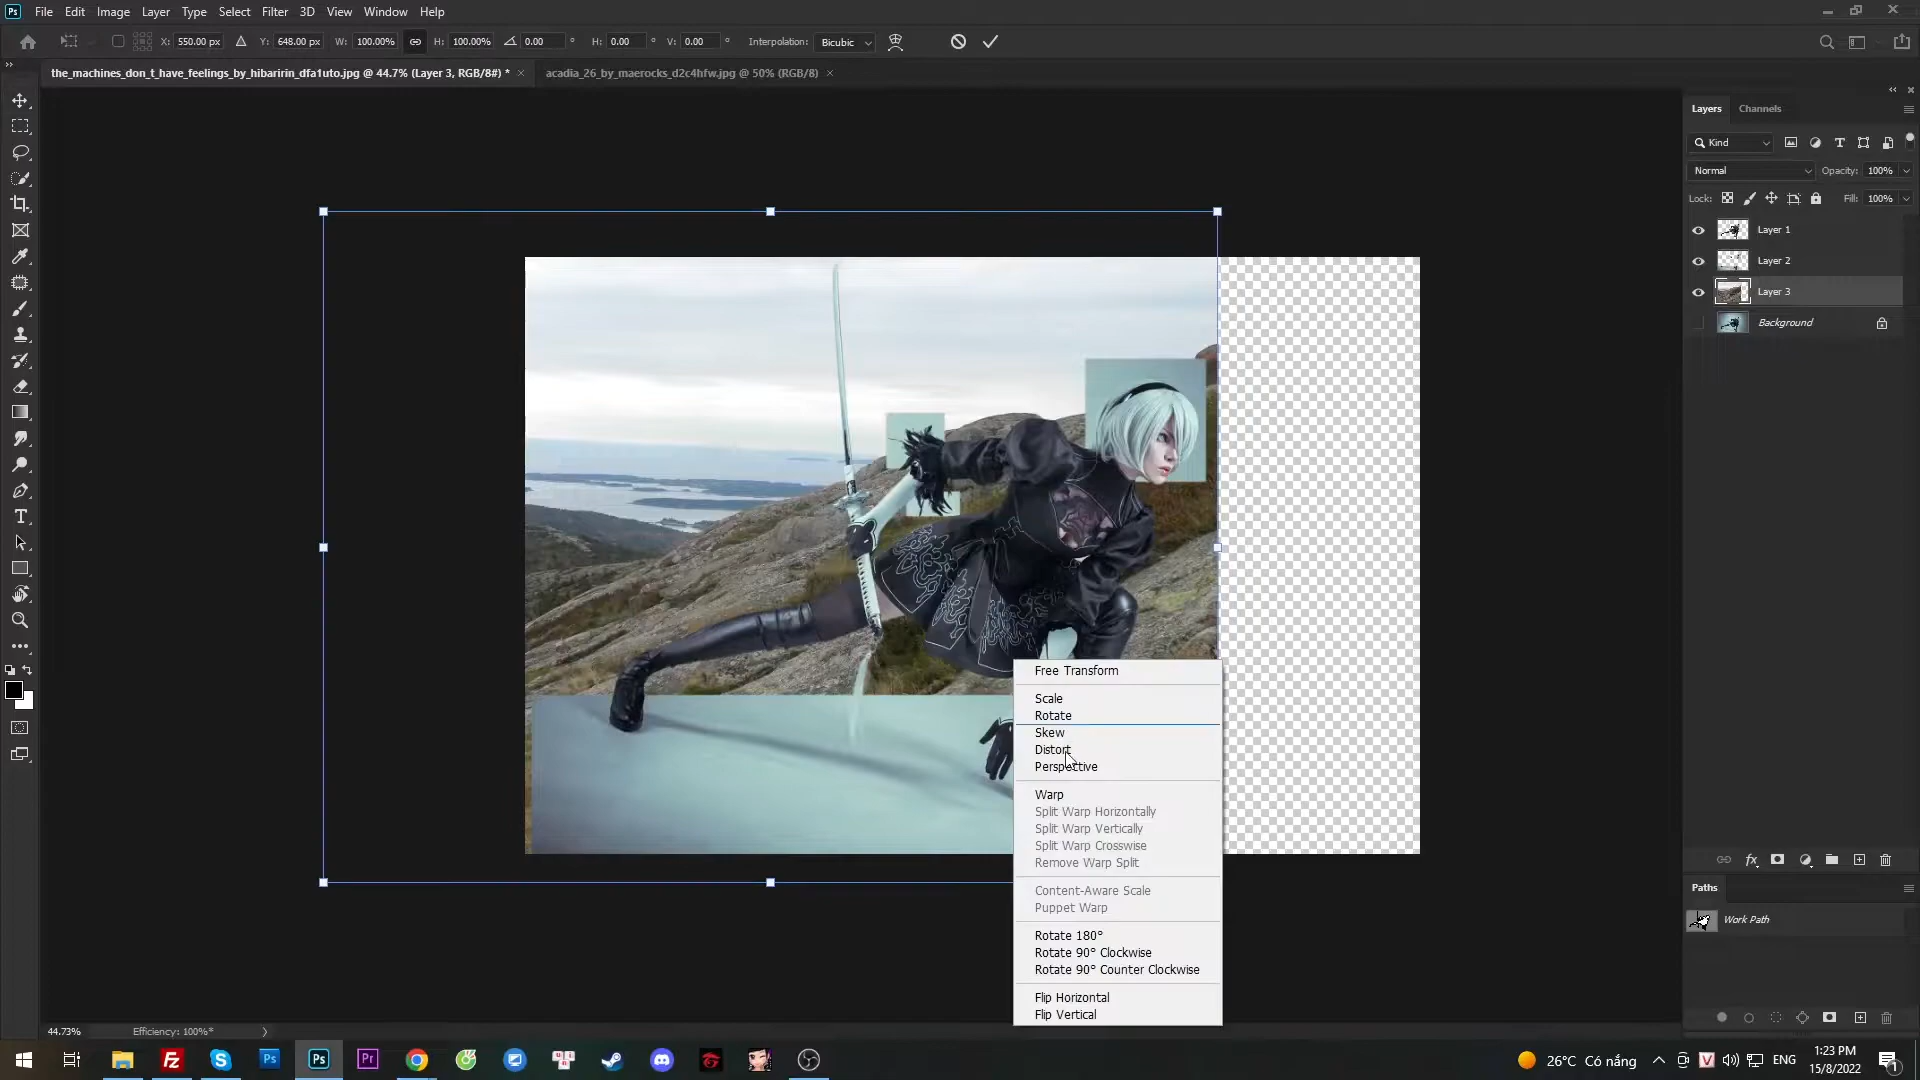 Ps File Edit Image Layer Type Select Filter 3D View Window Help
X: 550.00 px Y: 648.00 px W: 100.00% H: 100.00% 0.00 ° H: 0.00 ° V: 0.00 ° Interpolation: Bicubic
the_machines_don_t_have_feelings_by_hibaririn_dfa1uto.jpg @ 44.7% (Layer 3, RGB/8#) * × acadia_26_by_maerocks_d2c4hfw.jpg @ 50% (RGB/8) ×
Layers Channels
Kind
Normal Opacity: 100%
Lock: Fill: 100%
Layer 1
Layer 2
Layer 3
Background
Free Transform
Scale
Rotate
Skew
Distort
Perspective
Warp
Split Warp Horizontally
Split Warp Vertically
Split Warp Crosswise
Remove Warp Split
Content-Aware Scale
Puppet Warp
Rotate 180°
Rotate 90° Clockwise
Rotate 90° Counter Clockwise
Flip Horizontal
Flip Vertical
fx
Paths
Work Path
44.73% Efficiency: 100%*
26°C Có nắng ENG
1:23 PM
15/8/2022